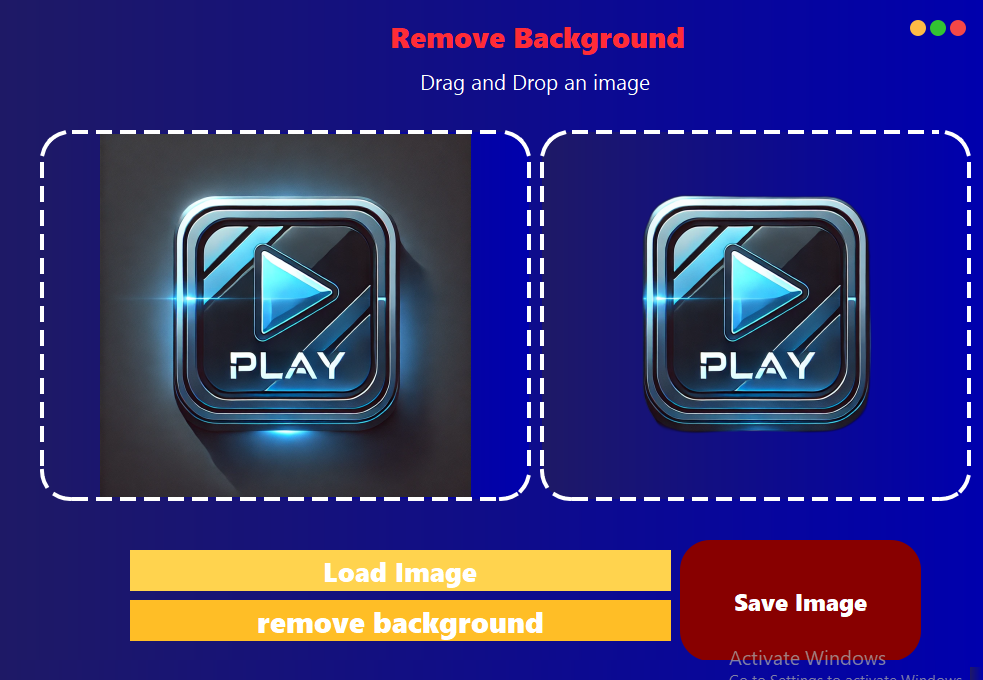 Remove Background
Drag and Drop an image
PLAY
PLAY
Load Image
remove background
Save Image
Activate Windows
Go to Settings to activate Windows.